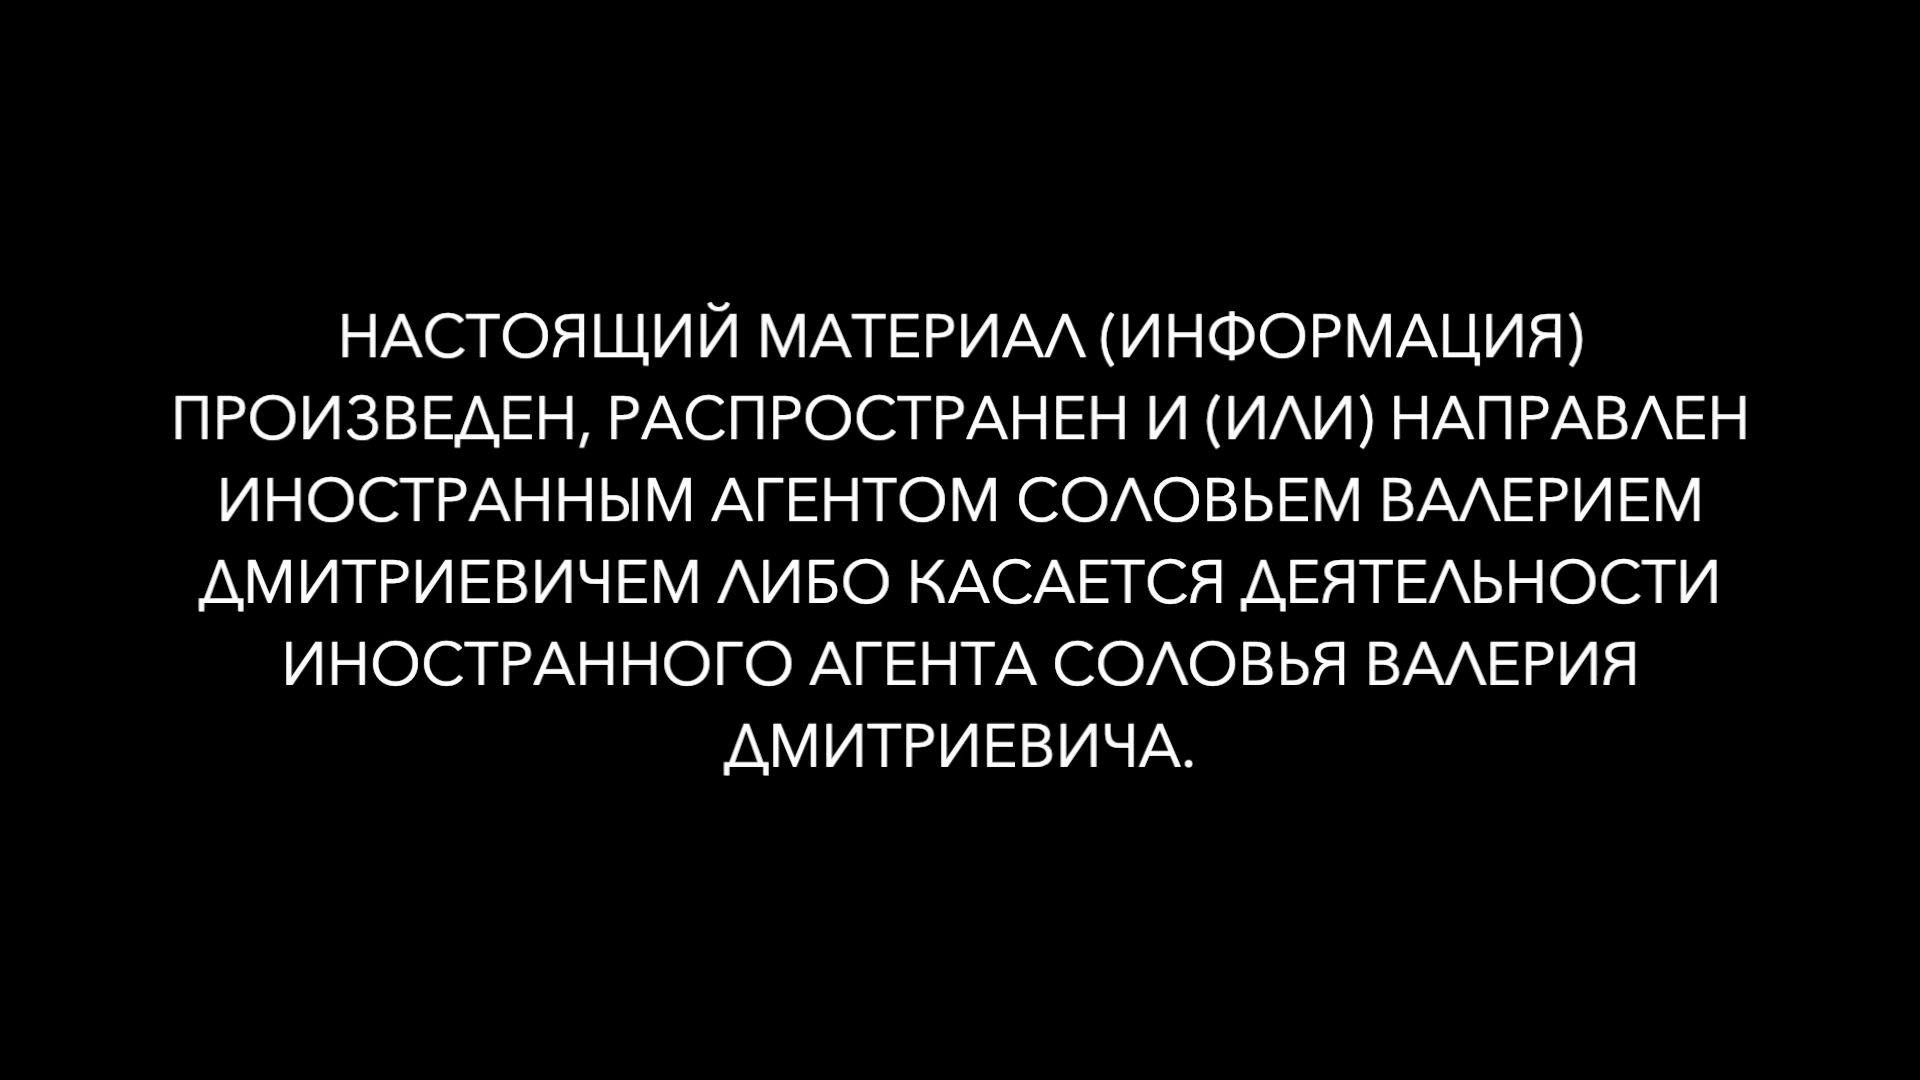 НАСТОЯЩИЙ МАТЕРИАЛ (ИНФОРМАЦИЯ)
ПРОИЗВЕДЕН, РАСПРОСТРАНЕН И (ИЛИ) НАПРАВЛЕН
ИНОСТРАННЫМ АГЕНТОМ СОЛОВЬЕМ ВАЛЕРИЕМ
ДМИТРИЕВИЧЕМ ЛИБО КАСАЕТСЯ ДЕЯТЕЛЬНОСТИ
ИНОСТРАННОГО АГЕНТА СОЛОВЬЯ ВАЛЕРИЯ
ДМИТРИЕВИЧА.